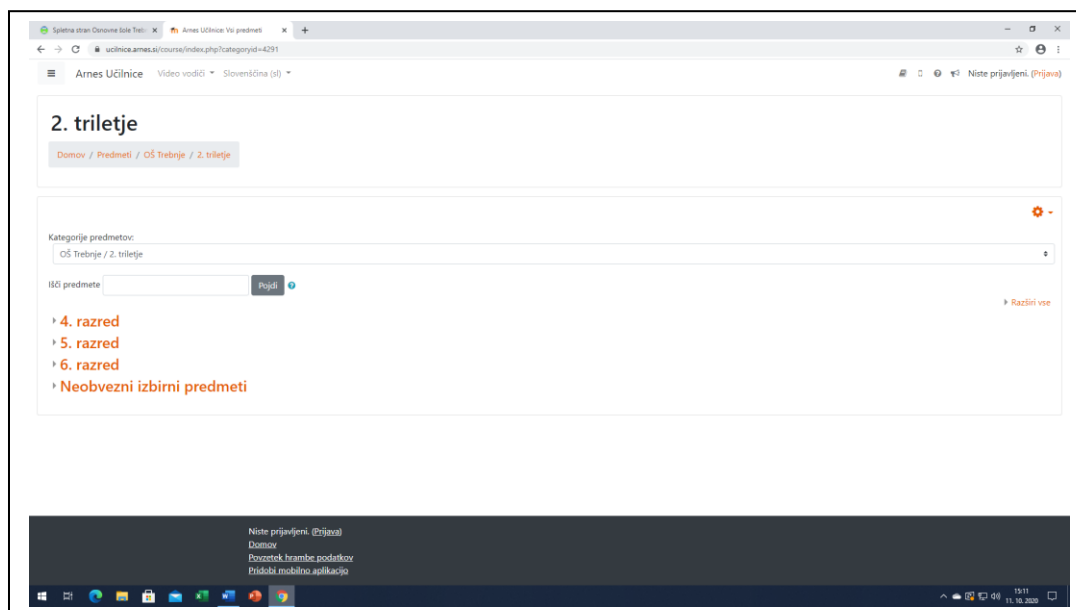 Spletna stran Osnovne šole Treb
Arnes Učilnice: Vsi predmeti
ucilnice.arnes.si/course/index.php?categoryid=4291
Arnes Učilnice Video vodiči Slovenščina (sl) Niste prijavljeni. (Prijava)
2. triletje
Domov / Predmeti / OŠ Trebnje / 2. triletje
Kategorije predmetov:
OŠ Trebnje / 2. triletje
Išči predmete Pojdi
Razširi vse
4. razred
5. razred
6. razred
Neobvezni izbirni predmeti
Niste prijavljeni. (Prijava)
Domov
Povzetek hrambe podatkov
Pridobi mobilno aplikacijo
15:11
11. 10. 2020